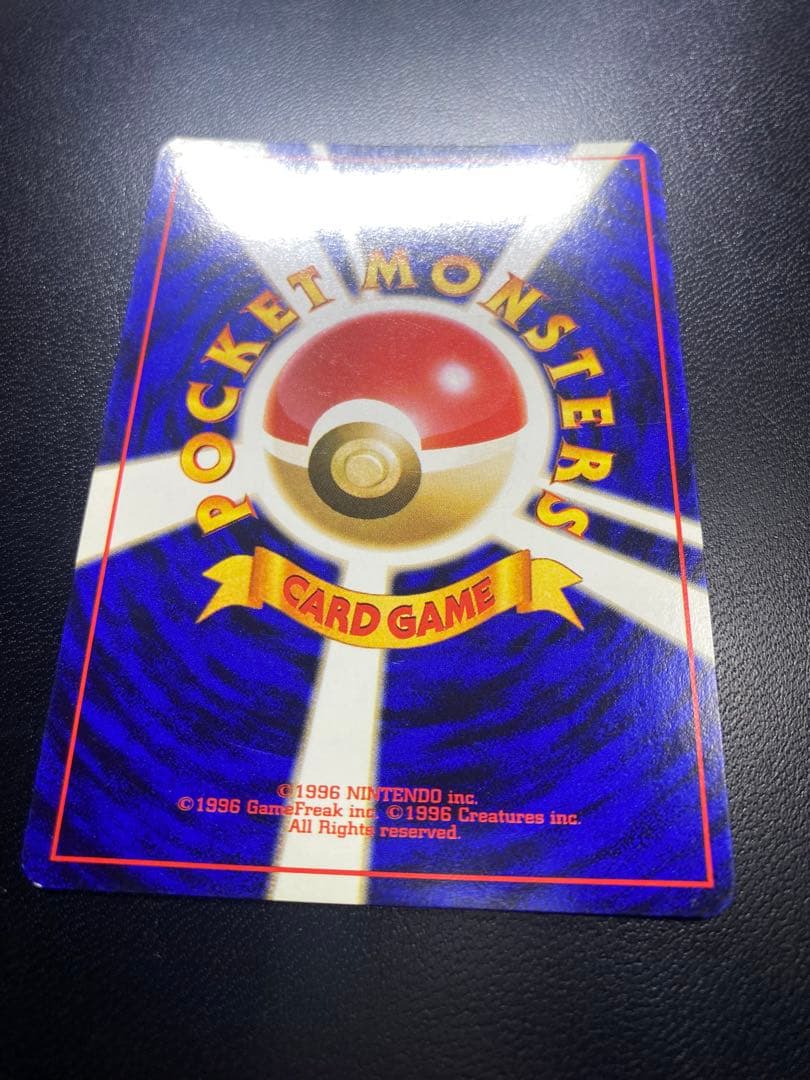 POCKET MONSTERS
CARD GAME
©1996 NINTENDO inc.
©1996 GameFreak inc. ©1996 Creatures inc.
All Rights reserved.